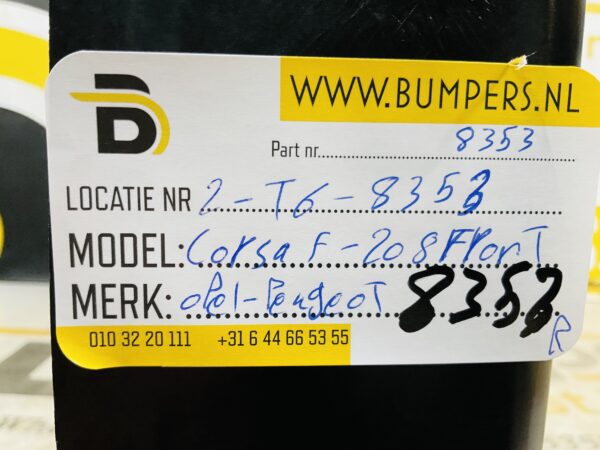 B
WWW.BUMPERS.NL
Part nr. 8353
LOCATIE NR 2-T6-8353
MODEL: Corsa F-208 Front
MERK: opel-Peugeot 8353
R
010 32 20 111 +31 6 44 66 53 55